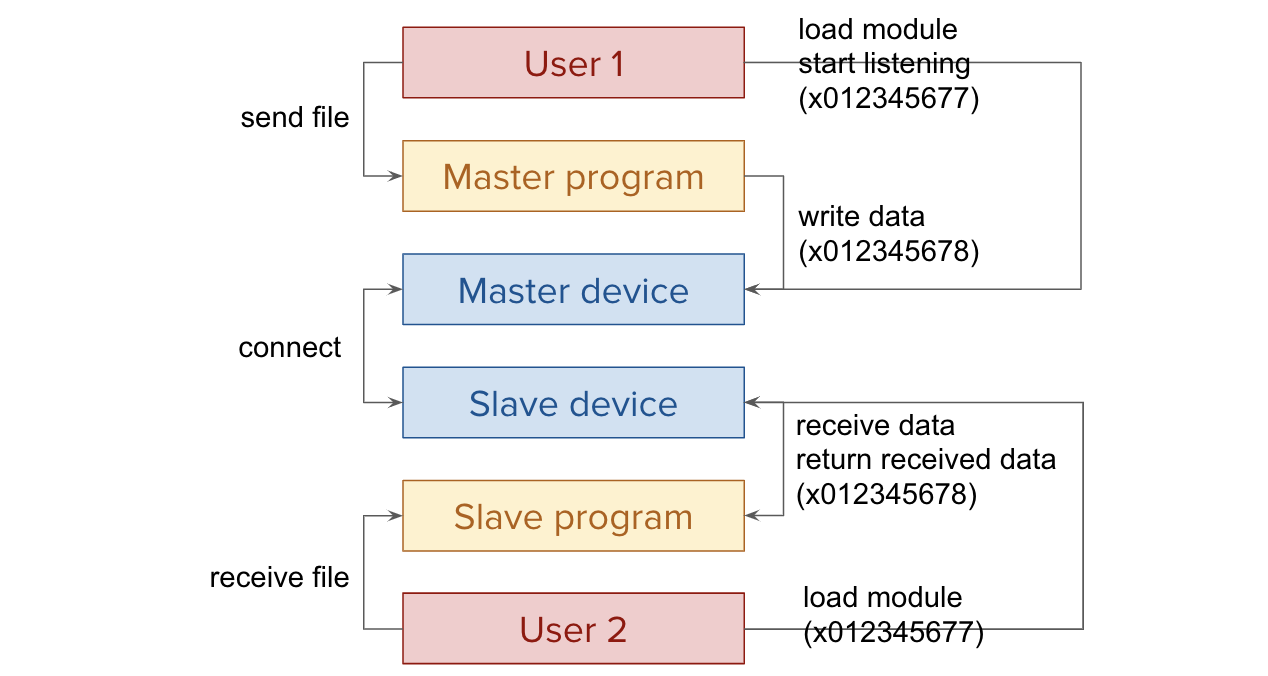 load module
User 1
start listening
(x012345677)
send file
Master program
write data
(x012345678)
Master device
connect
Slave device
receive data
return received data
(x012345678)
Slave program
receive file
load module
User 2
(x012345677)